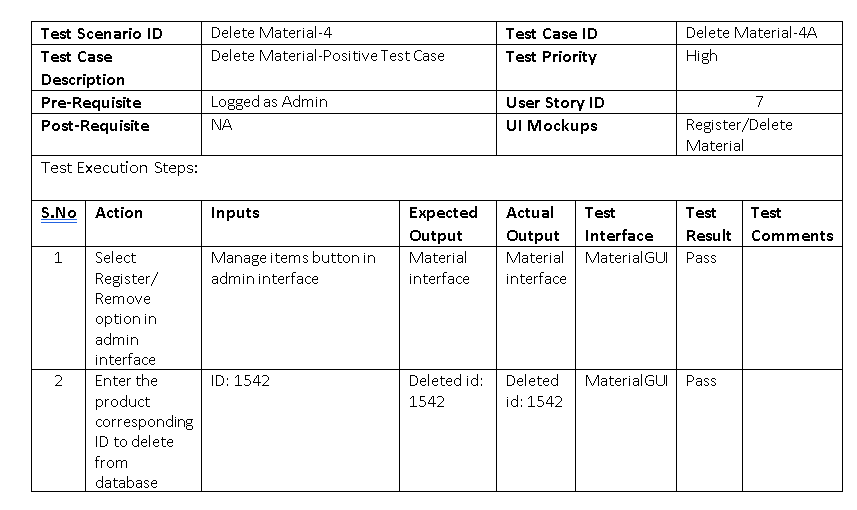 Test Scenario ID Delete Material-4 Test Case ID Delete Material-4A
Test Case Delete Material-Positive Test Case Test Priority High
Description
Pre-Requisite Logged as Admin User Story ID 7
Post-Requisite NA UI Mockups Register/Delete
Material
Test Execution Steps:
S.No Action Inputs Expected Actual Test Test Test
Output Output Interface Result Comments
1 Select Manage items button in Material Material MaterialGUI Pass
Register/ admin interface interface interface
Remove
option in
admin
interface
2 Enter the ID: 1542 Deleted id: Deleted MaterialGUI Pass
product 1542 id: 1542
corresponding
ID to delete
from
database